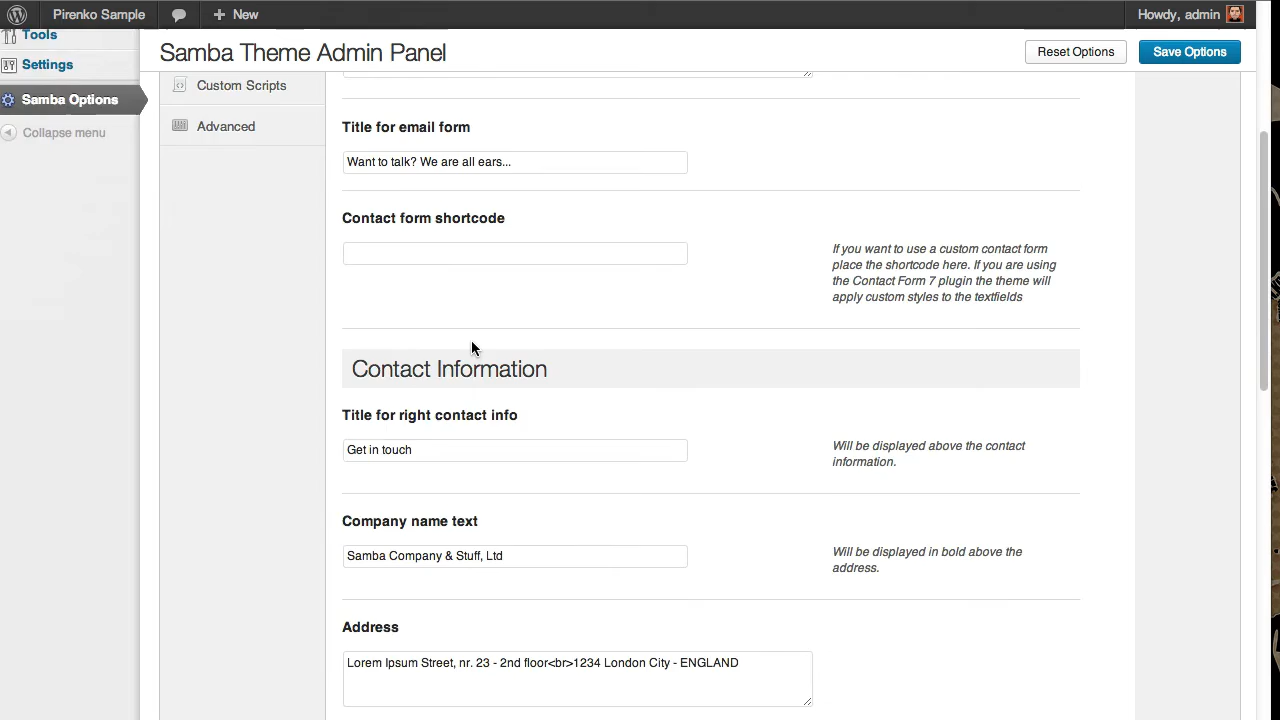 Pirenko Sample
New
Howdy, admin
Tools
Settings
Samba Options
Collapse menu
Samba Theme Admin Panel
Reset Options
Save Options
Custom Scripts
Advanced
Title for email form
Want to talk? We are all ears...
Contact form shortcode
If you want to use a custom contact form
place the shortcode here. If you are using
the Contact Form 7 plugin the theme will
apply custom styles to the textfields
Contact Information
Title for right contact info
Get in touch
Will be displayed above the contact
information.
Company name text
Samba Company & Stuff, Ltd
Will be displayed in bold above the
address.
Address
Lorem Ipsum Street, nr. 23 - 2nd floor<br>1234 London City - ENGLAND